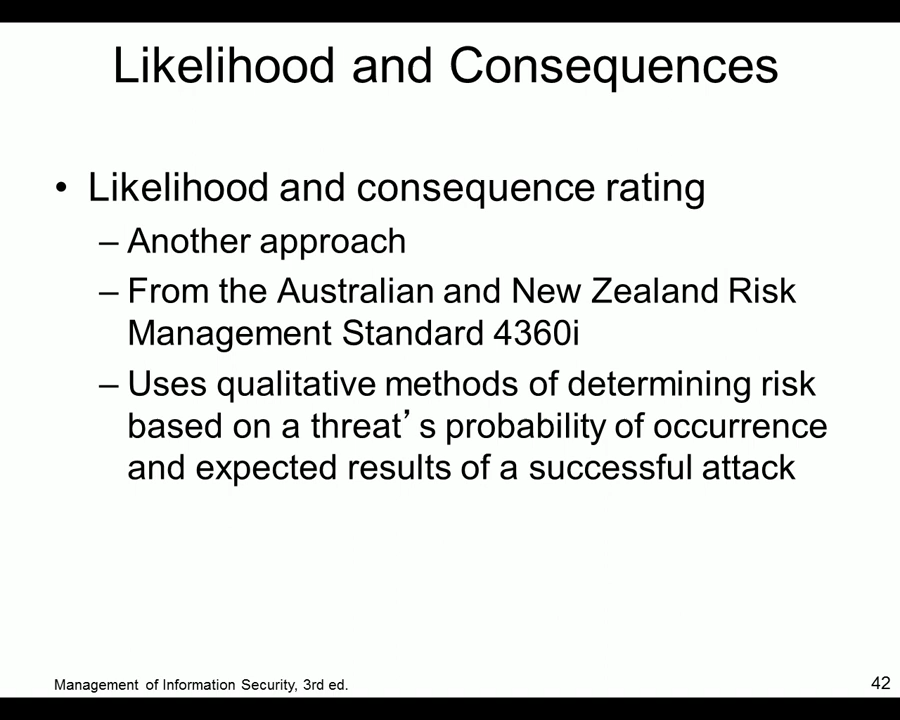 Likelihood and Consequences
• Likelihood and consequence rating
– Another approach
– From the Australian and New Zealand Risk
Management Standard 4360i
– Uses qualitative methods of determining risk
based on a threat’s probability of occurrence
and expected results of a successful attack
Management of Information Security, 3rd ed.
42